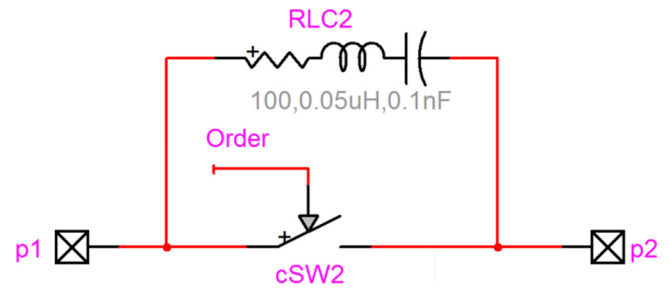 RLC2
+
100,0.05uH,0.1nF
Order
p1
+
p2
cSW2